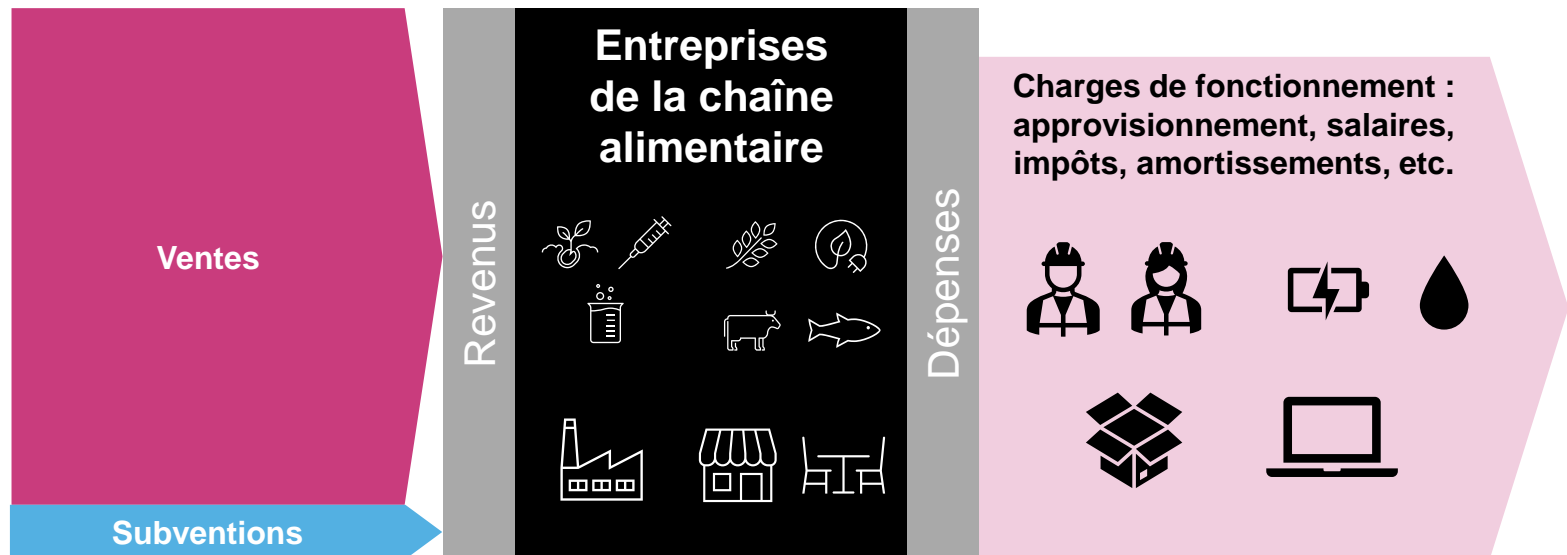 Ventes
Subventions
Revenus
Entreprises
de la chaîne
alimentaire
Dépenses
Charges de fonctionnement :
approvisionnement, salaires,
impôts, amortissements, etc.